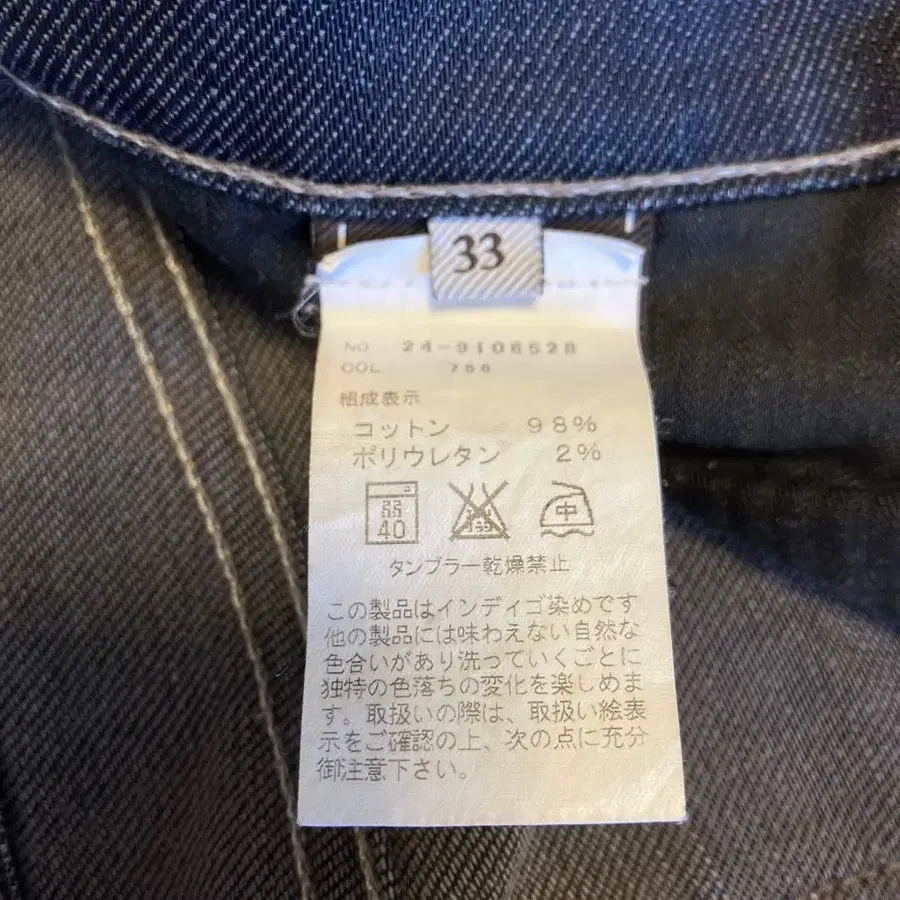 33
NO. 24-9106528
COL 756
組成表示
コットン 98%
ポリウレタン 2%
弱 40 中
タンブラー乾燥禁止
この製品はインディゴ染めです
他の製品には味わえない自然な
色合いがあり洗っていくごとに
独特の色落ちの変化を楽しめま
す。取扱いの際は、取扱い絵表
示をご確認の上、次の点に充分
御注意下さい。